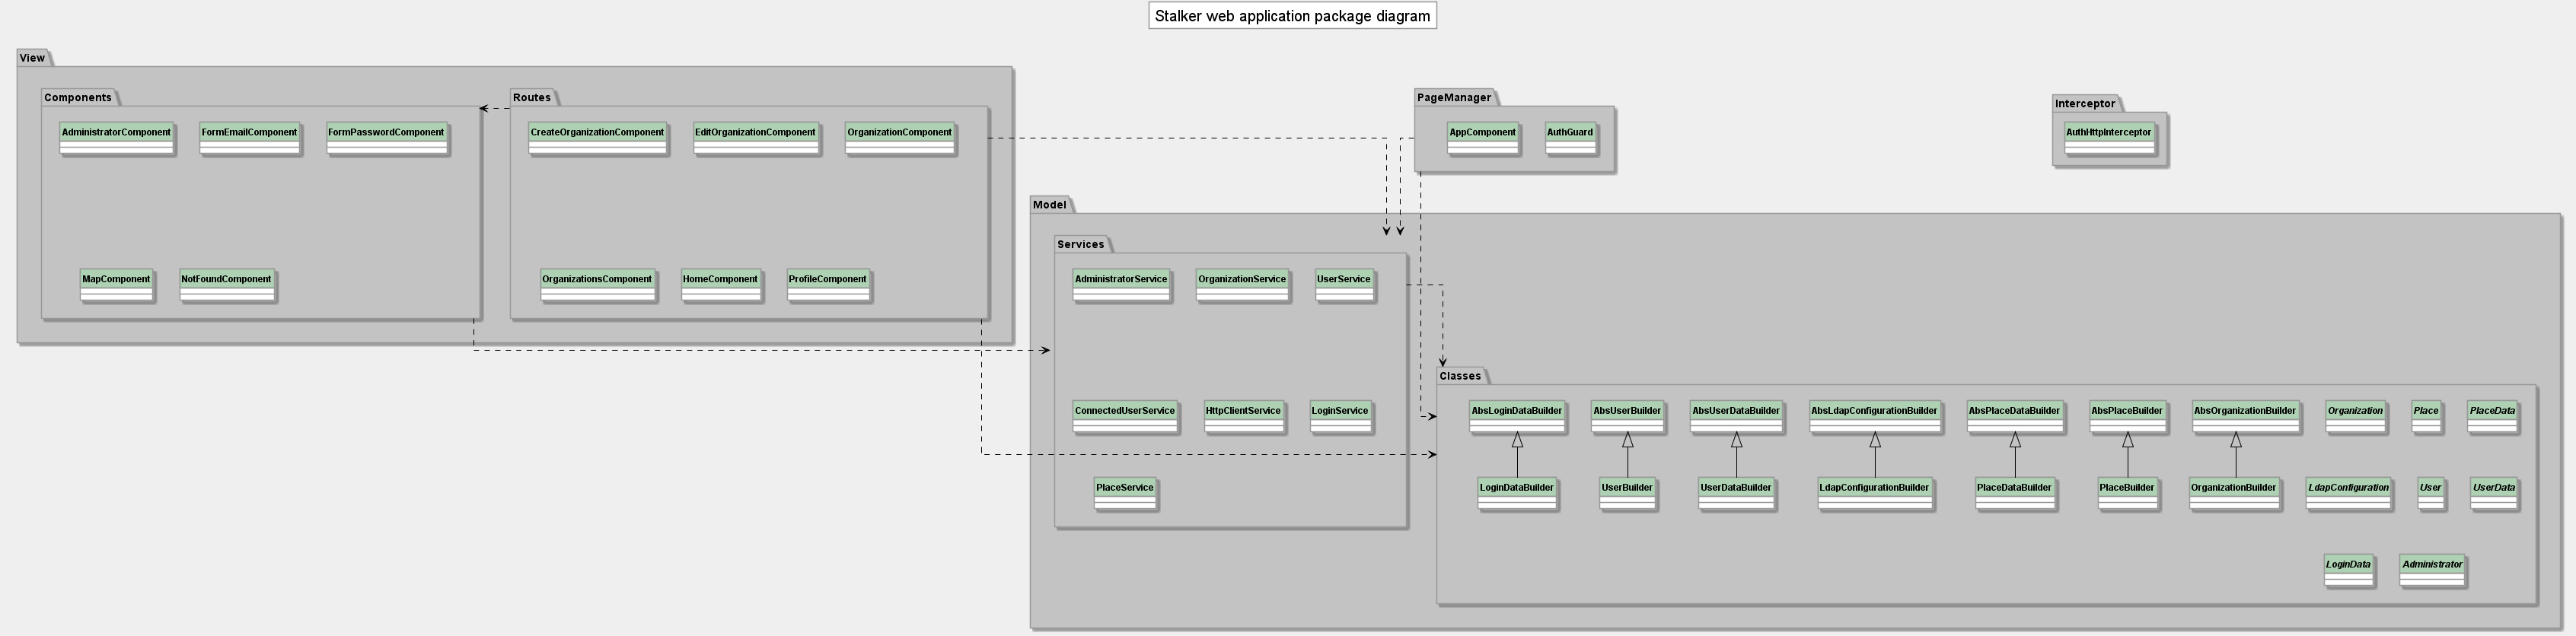 Stalker web application package diagram
View
Components
Routes
AdministratorComponent
FormEmailComponent
FormPasswordComponent
MapComponent
NotFoundComponent
CreateOrganizationComponent
EditOrganizationComponent
OrganizationComponent
OrganizationsComponent
HomeComponent
ProfileComponent
PageManager
AppComponent
AuthGuard
Interceptor
AuthHttpInterceptor
Model
Services
AdministratorService
OrganizationService
UserService
ConnectedUserService
HttpClientService
LoginService
PlaceService
Classes
AbsLoginDataBuilder
AbsUserBuilder
AbsUserDataBuilder
AbsLdapConfigurationBuilder
AbsPlaceDataBuilder
AbsPlaceBuilder
AbsOrganizationBuilder
Organization
Place
PlaceData
LoginDataBuilder
UserBuilder
UserDataBuilder
LdapConfigurationBuilder
PlaceDataBuilder
PlaceBuilder
OrganizationBuilder
LdapConfiguration
User
UserData
LoginData
Administrator